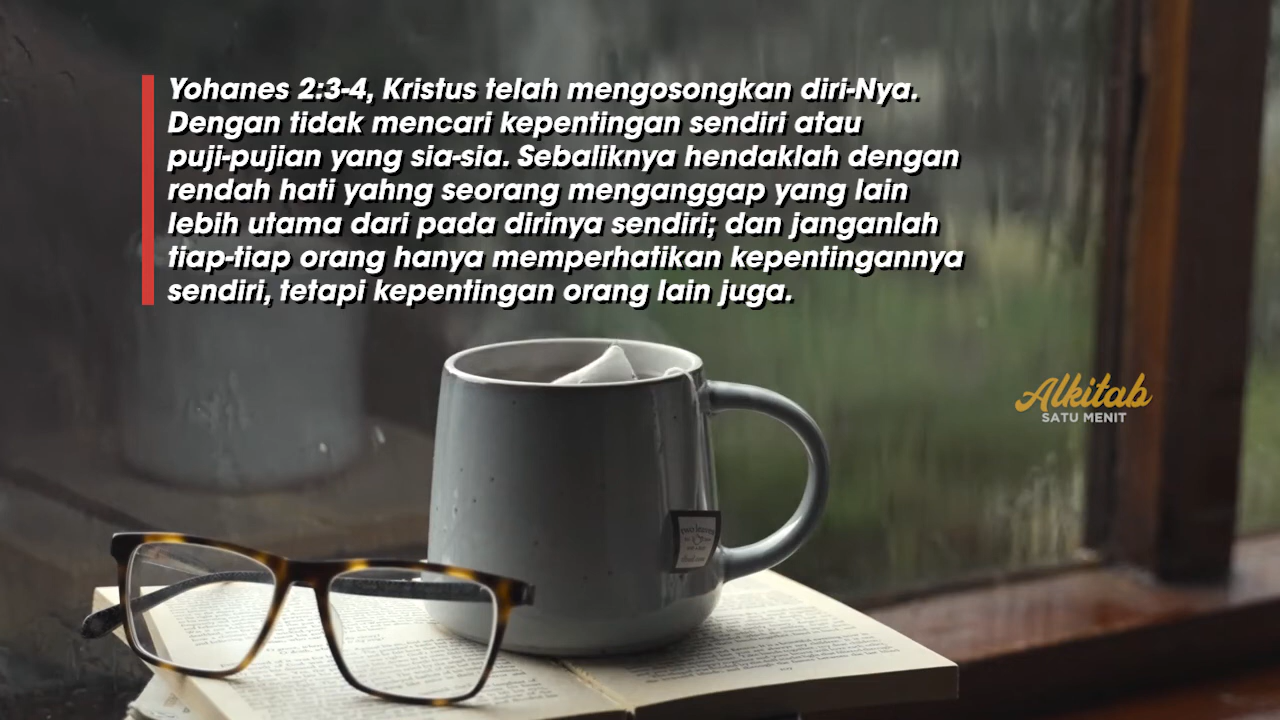 Yohanes 2:3-4, Kristus telah mengosongkan diri-Nya.
Dengan tidak mencari kepentingan sendiri atau
puji-pujian yang sia-sia. Sebaliknya hendaklah dengan
rendah hati yahng seorang menganggap yang lain
lebih utama dari pada dirinya sendiri; dan janganlah
tiap-tiap orang hanya memperhatikan kepentingannya
sendiri, tetapi kepentingan orang lain juga.
Alkitab
SATU MENIT